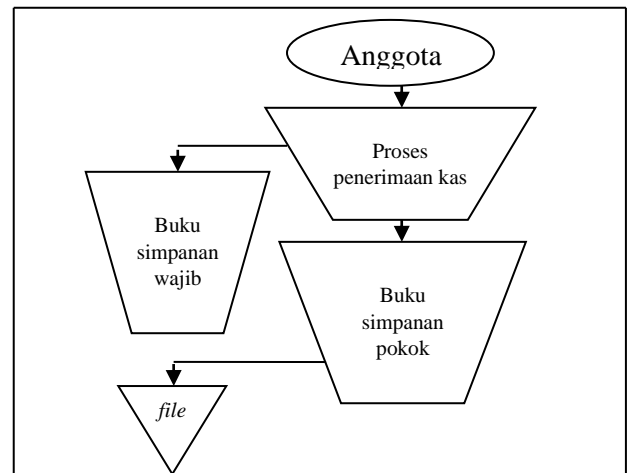 Anggota
Proses
penerimaan kas
Buku
simpanan
wajib
Buku
simpanan
pokok
file